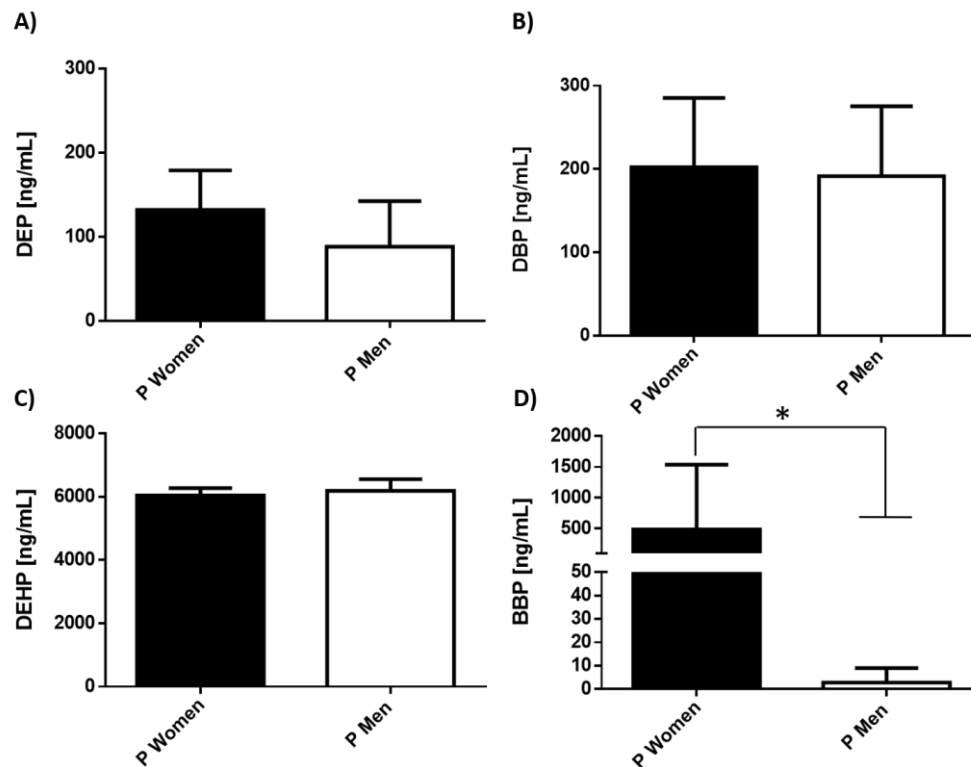 A)
DEP [ng/mL]
300
200
100
0
P Women
P Men
B)
DBP [ng/mL]
300
200
100
0
P Women
P Men
C)
DEHP [ng/mL]
8000
6000
4000
2000
0
P Women
P Men
D)
*
BBP [ng/mL]
2000
1500
1000
500
50
40
30
20
10
0
P Women
P Men